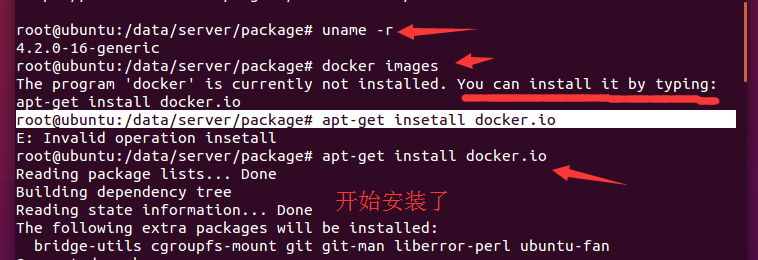 root@ubuntu:/data/server/package# uname -r
4.2.0-16-generic
root@ubuntu:/data/server/package# docker images
The program 'docker' is currently not installed. You can install it by typing:
apt-get install docker.io
root@ubuntu:/data/server/package# apt-get insetall docker.io
E: Invalid operation insetall
root@ubuntu:/data/server/package# apt-get install docker.io
Reading package lists... Done
Building dependency tree
Reading state information... Done
开始安装了
The following extra packages will be installed:
bridge-utils cgroupfs-mount git git-man liberror-perl ubuntu-fan